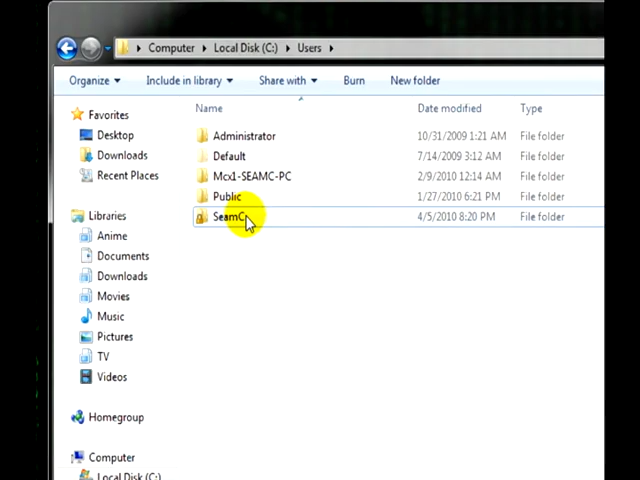 Computer Local Disk (C:) Users
Organize Include in library Share with Burn New folder
Name Date modified Type
Favorites
Desktop
Downloads
Recent Places
Libraries
Anime
Documents
Downloads
Movies
Music
Pictures
TV
Videos
Homegroup
Computer
Local Disk (C:)
Administrator 10/31/2009 1:21 AM File folder
Default 7/14/2009 3:12 AM File folder
Mcx1-SEAMC-PC 2/9/2010 12:14 AM File folder
Public 1/27/2010 6:21 PM File folder
SeamC 4/5/2010 8:20 PM File folder